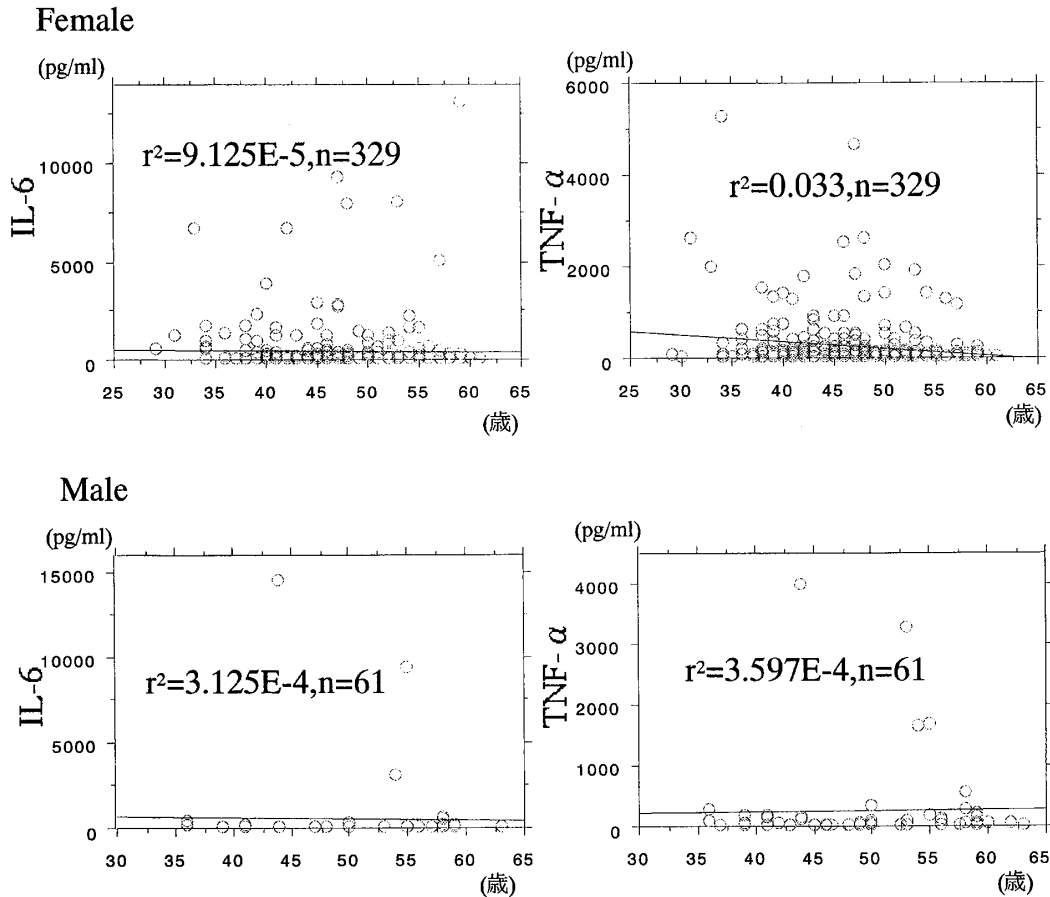 Female
(pg/ml)
IL-6
10000
5000
0
r²=9.125E-5,n=329
25 30 35 40 45 50 55 60 65
(歳)
(pg/ml)
TNF-α
6000
4000
2000
0
r²=0.033,n=329
25 30 35 40 45 50 55 60 65
(歳)
Male
(pg/ml)
IL-6
15000
10000
5000
0
r²=3.125E-4,n=61
30 35 40 45 50 55 60 65
(歳)
(pg/ml)
TNF-α
4000
3000
2000
1000
0
r²=3.597E-4,n=61
30 35 40 45 50 55 60 65
(歳)